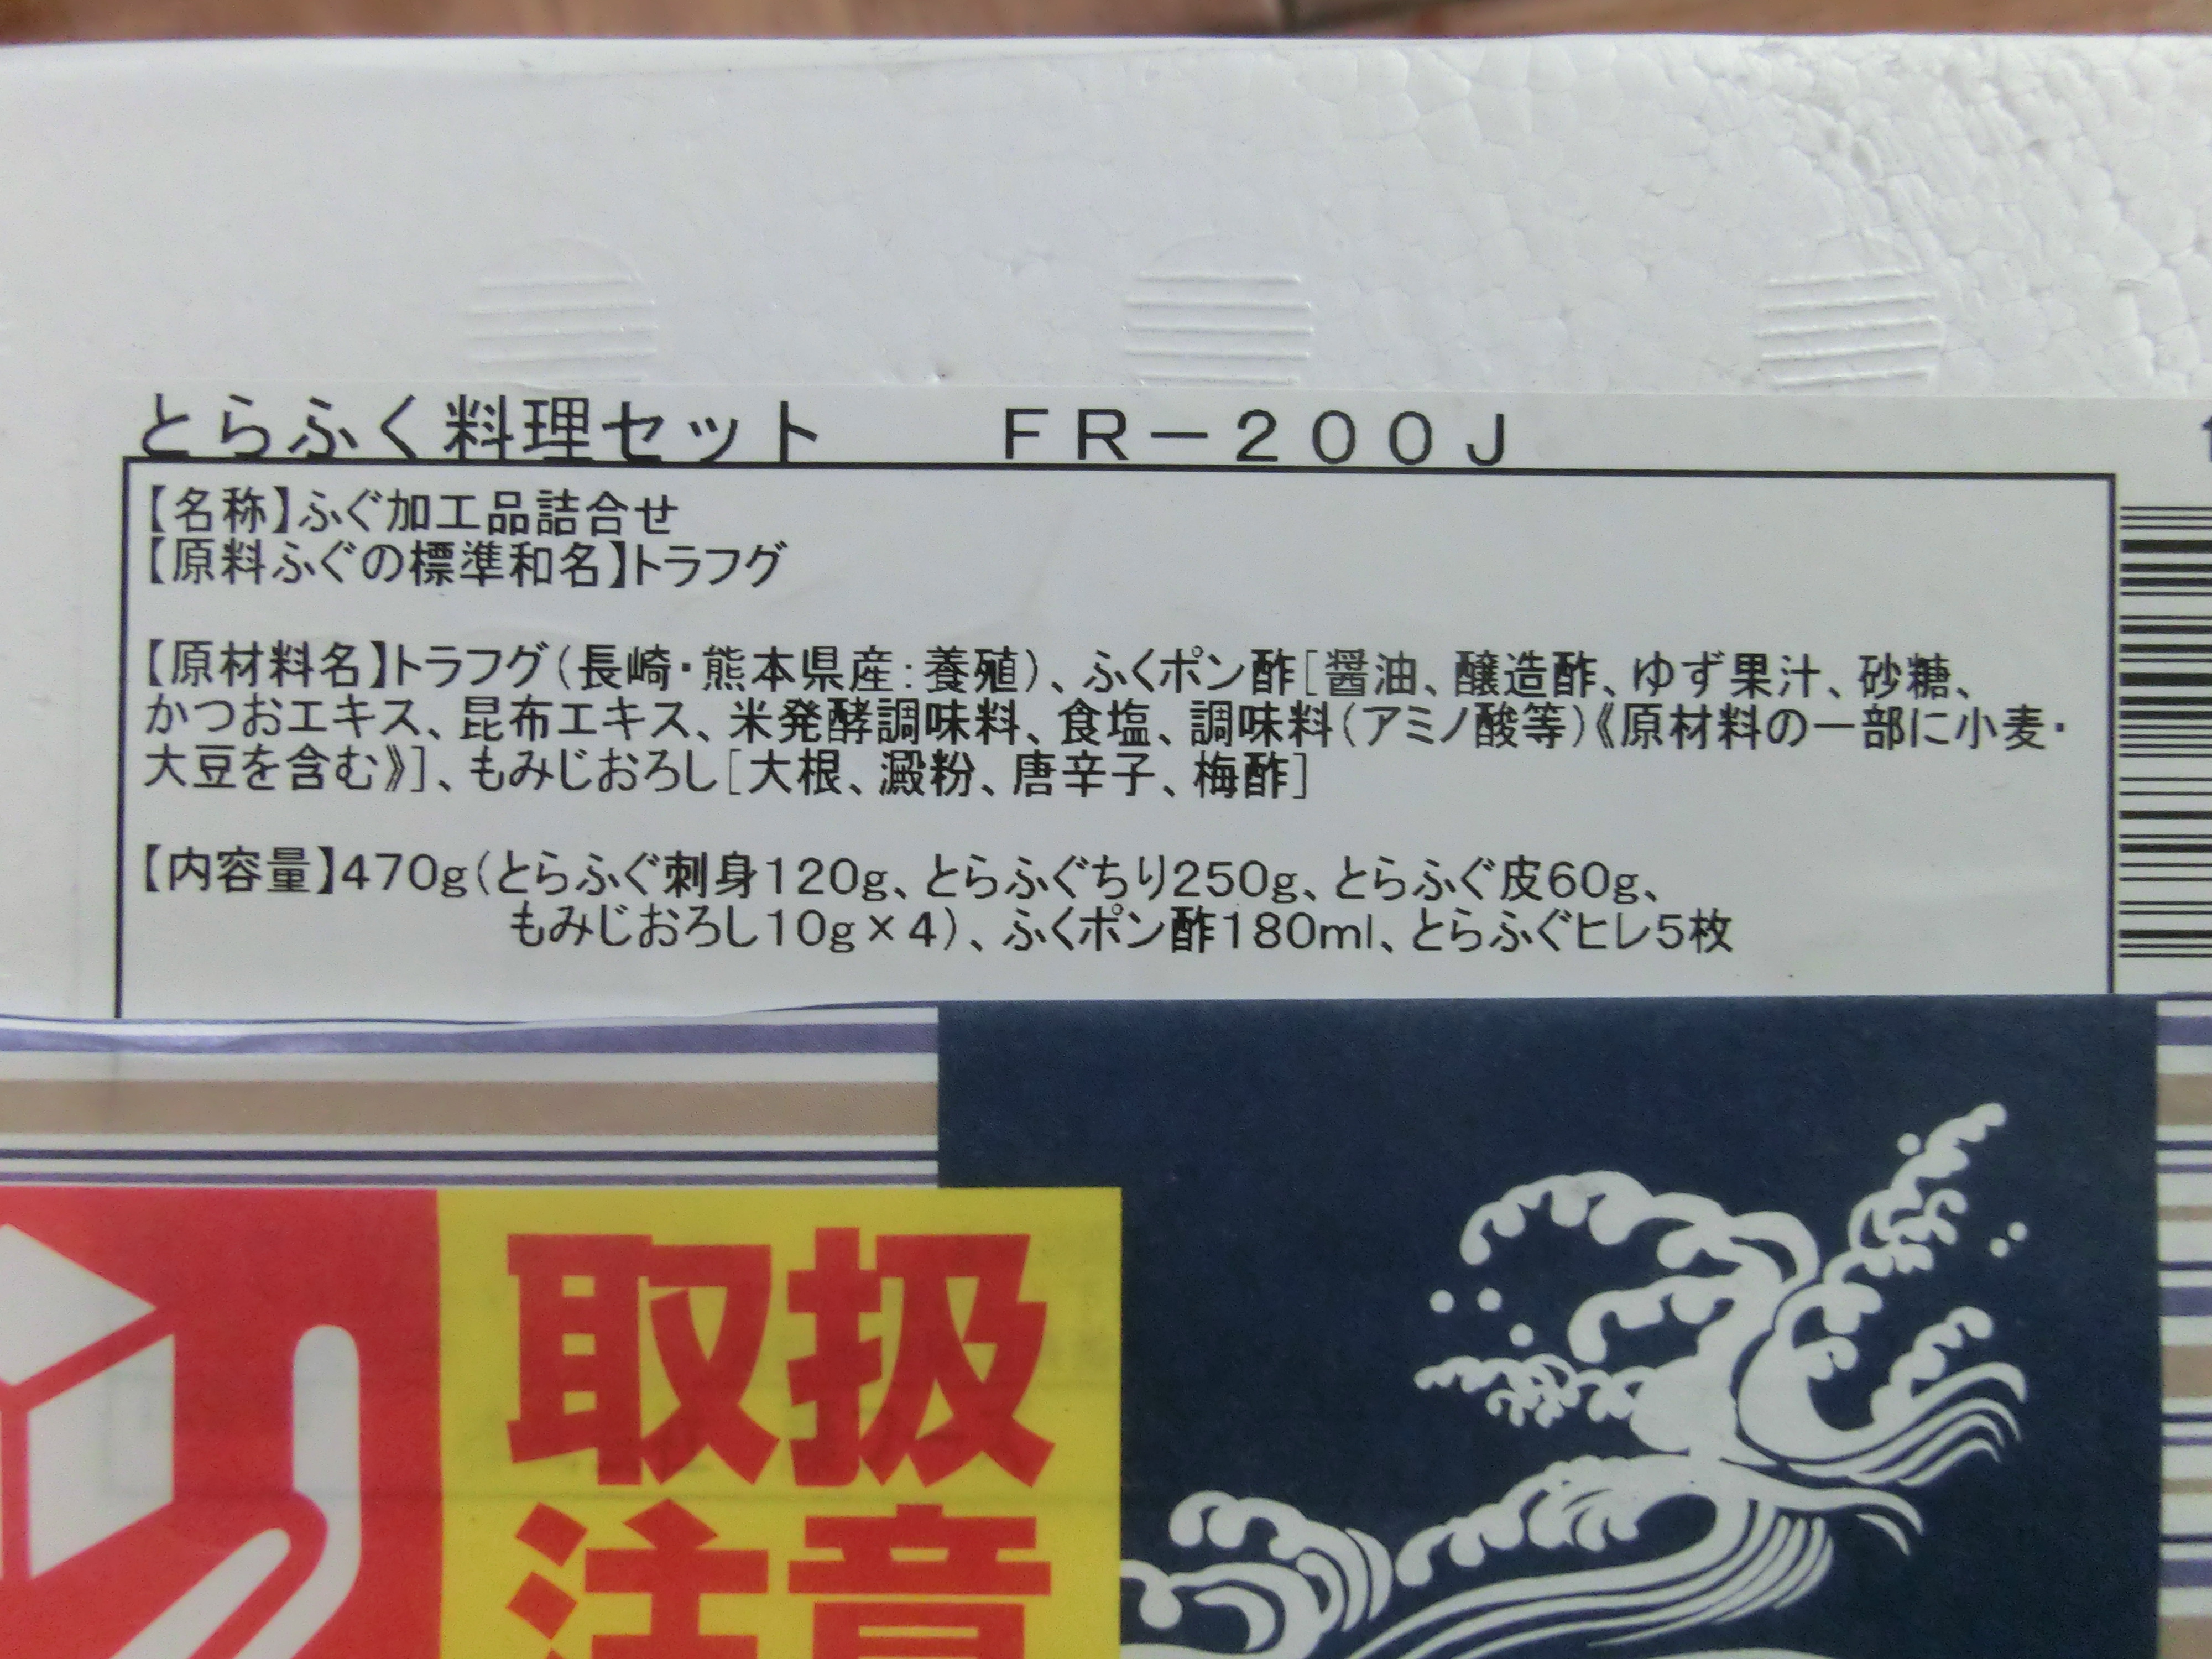 とらふく料理セット　　ＦＲ－２００Ｊ
【名称】ふぐ加工品詰合せ
【原料ふぐの標準和名】トラフグ
【原材料名】トラフグ(長崎・熊本県産:養殖)、ふくポン酢[醤油、醸造酢、ゆず果汁、砂糖、
かつおエキス、昆布エキス、米発酵調味料、食塩、調味料(アミノ酸等)《原材料の一部に小麦・
大豆を含む》]、もみじおろし[大根、澱粉、唐辛子、梅酢]
【内容量】470g(とらふぐ刺身120g、とらふぐちり250g、とらふぐ皮60g、
もみじおろし10g×4)、ふくポン酢180ml、とらふぐヒレ5枚
取扱
注意